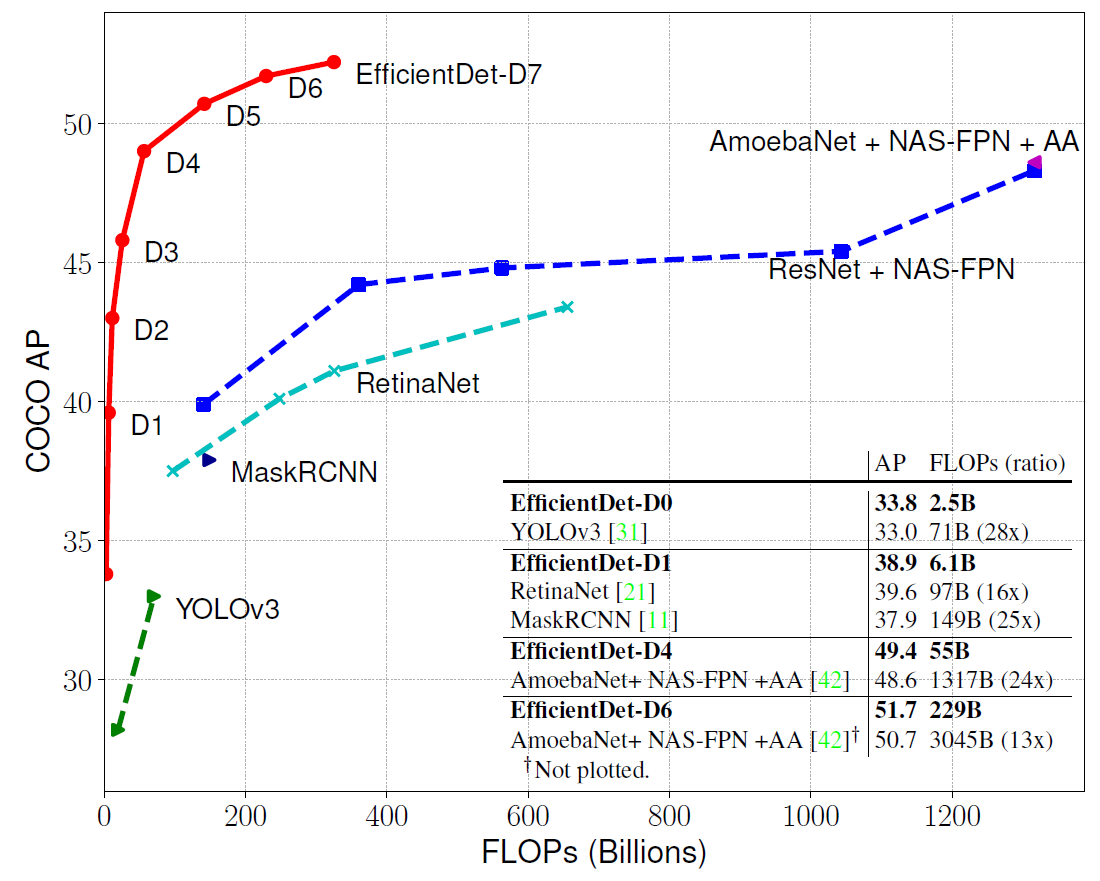 EfficientDet-D7
D6
D5
AmoebaNet + NAS-FPN + AA
D4
D3
ResNet + NAS-FPN
D2
RetinaNet
D1
MaskRCNN
YOLOv3
COCO AP
50
45
40
35
30
AP FLOPs (ratio)
EfficientDet-D0 33.8 2.5B
YOLOv3 [31] 33.0 71B (28x)
EfficientDet-D1 38.9 6.1B
RetinaNet [21] 39.6 97B (16x)
MaskRCNN [11] 37.9 149B (25x)
EfficientDet-D4 49.4 55B
AmoebaNet+ NAS-FPN +AA [42] 48.6 1317B (24x)
EfficientDet-D6 51.7 229B
AmoebaNet+ NAS-FPN +AA [42]† 50.7 3045B (13x)
†Not plotted.
0 200 400 600 800 1000 1200
FLOPs (Billions)